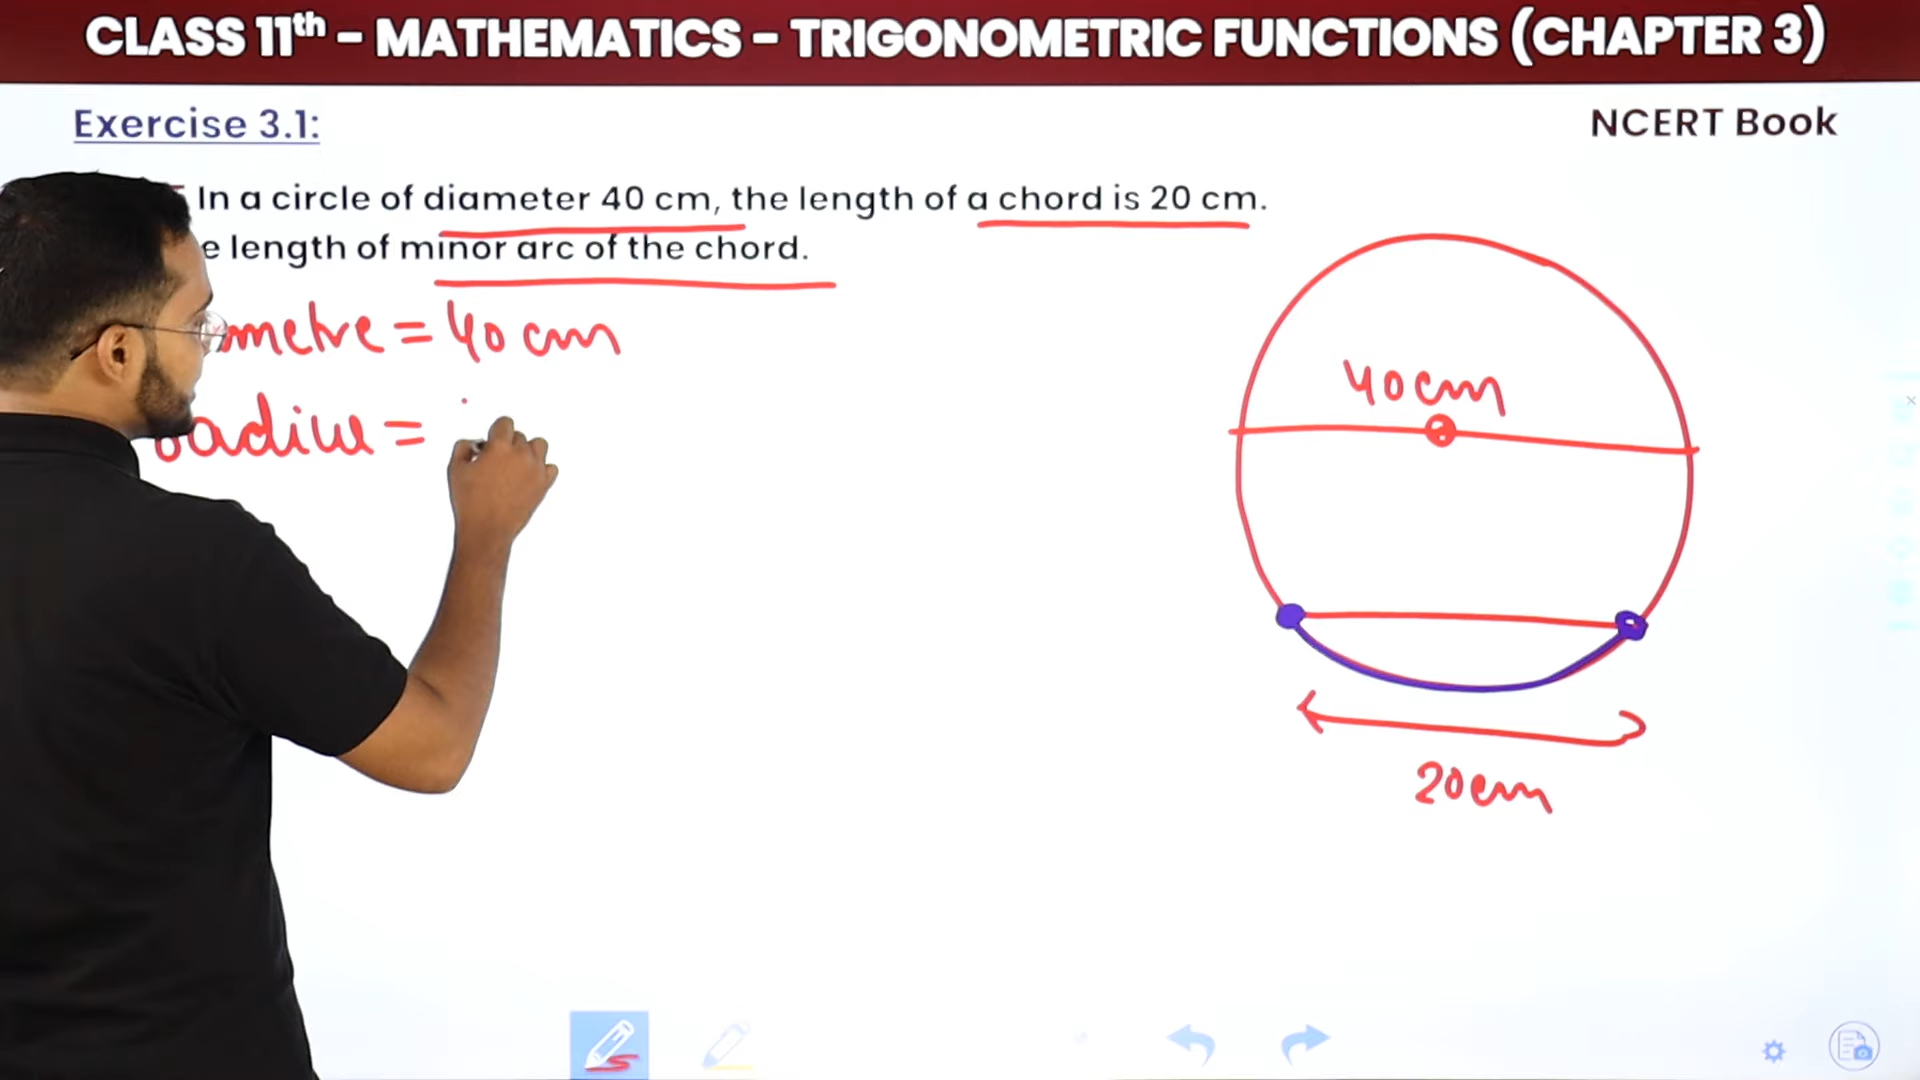 CLASS 11th - MATHEMATICS - TRIGONOMETRIC FUNCTIONS (CHAPTER 3)
Exercise 3.1:
NCERT Book
In a circle of diameter 40 cm, the length of a chord is 20 cm.
e length of minor arc of the chord.
metre = 40 cm
radius =
40cm
20cm